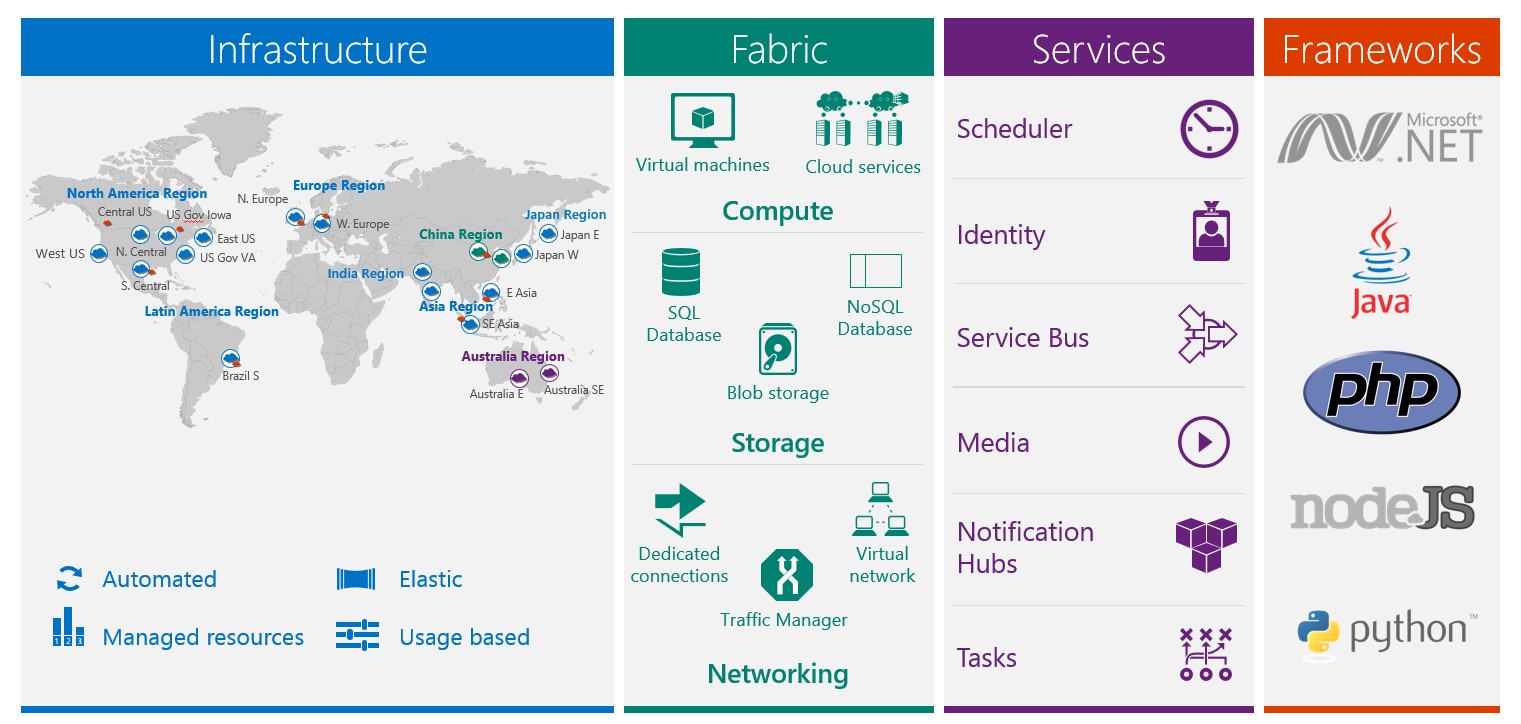 Infrastructure
Fabric
Services
Frameworks
North America Region
Central US
US Gov Iowa
West US
N. Central
East US
US Gov VA
S. Central
Latin America Region
Brazil S
Europe Region
N. Europe
W. Europe
Japan Region
Japan E
Japan W
China Region
India Region
E Asia
Asia Region
SE Asia
Australia Region
Australia E
Australia SE
Automated
Elastic
1 2 3
Managed resources
Usage based
Virtual machines
Cloud services
Compute
SQL
Database
NoSQL
Database
Blob storage
Storage
Dedicated
connections
Virtual
network
Traffic Manager
Networking
Scheduler
Identity
Service Bus
Media
Notification
Hubs
Tasks
Microsoft®
.NET™
Java
php
nodeJS
python™